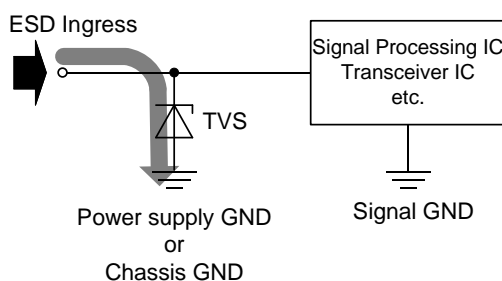 ESD Ingress
Signal Processing IC
Transceiver IC
etc.
TVS
Power supply GND
or
Chassis GND
Signal GND